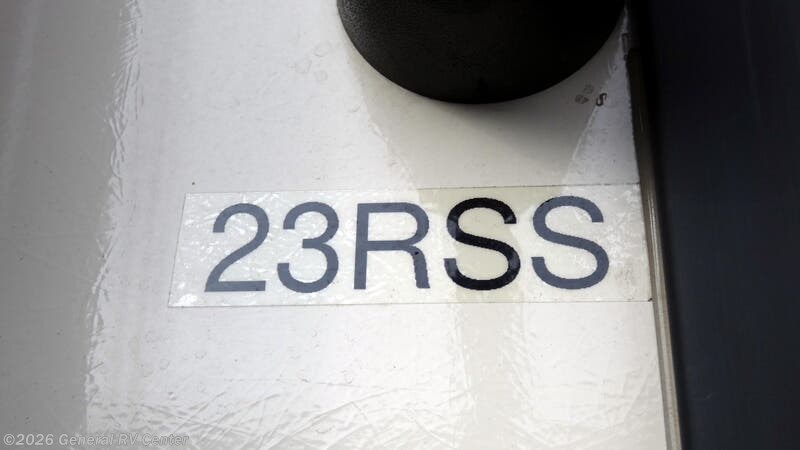 23RSS
©2026 General RV Center